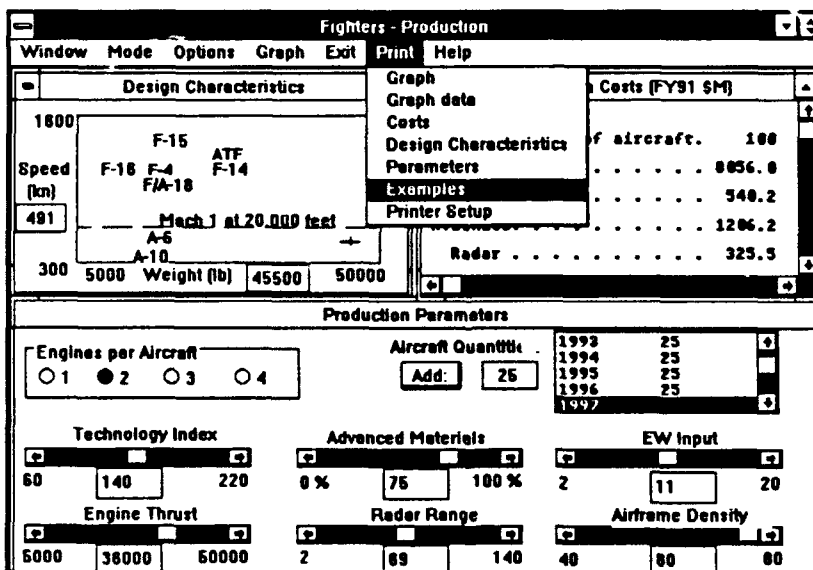 Fighters - Production
Window Mode Options Graph Exit Print Help
Graph
Graph data
Costs
Design Characteristics
Parameters
Examples
Printer Setup
Design Characteristics
1600
Speed
(kn)
491
300
F-15
ATF
F-16 F-4 F-14
F/A-18
Mach 1 at 20,000 feet
A-6
A-10
5000 Weight (lb) 45500 50000
Costs (FY91 $M)
of aircraft. 100
. . . . . . 8056.0
. . . . . . 540.2
. . . . . . 1206.2
Radar . . . . . . . . . . 325.5
Production Parameters
Engines per Aircraft
1 2 3 4
Aircraft
Add: 25
1993 25
1994 25
1995 25
1996 25
1997
Technology Index
60 140 220
Advanced Materials
0 % 75 100 %
EW Input
2 11 20
Engine Thrust
5000 36000 60000
Radar Range
2 69 140
Airframe Density
40 80 80